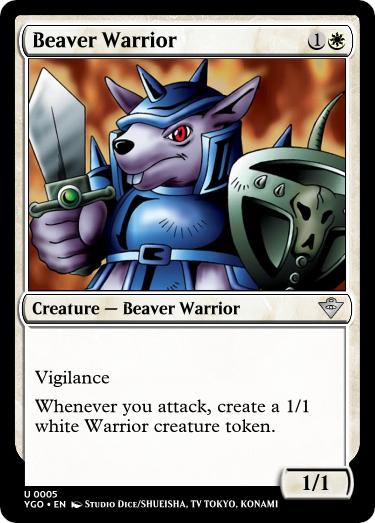 Beaver Warrior 1
Creature — Beaver Warrior
Vigilance
Whenever you attack, create a 1/1
white Warrior creature token.
1/1
U 0005
YGO • EN Studio Dice/SHUEISHA, TV TOKYO, KONAMI